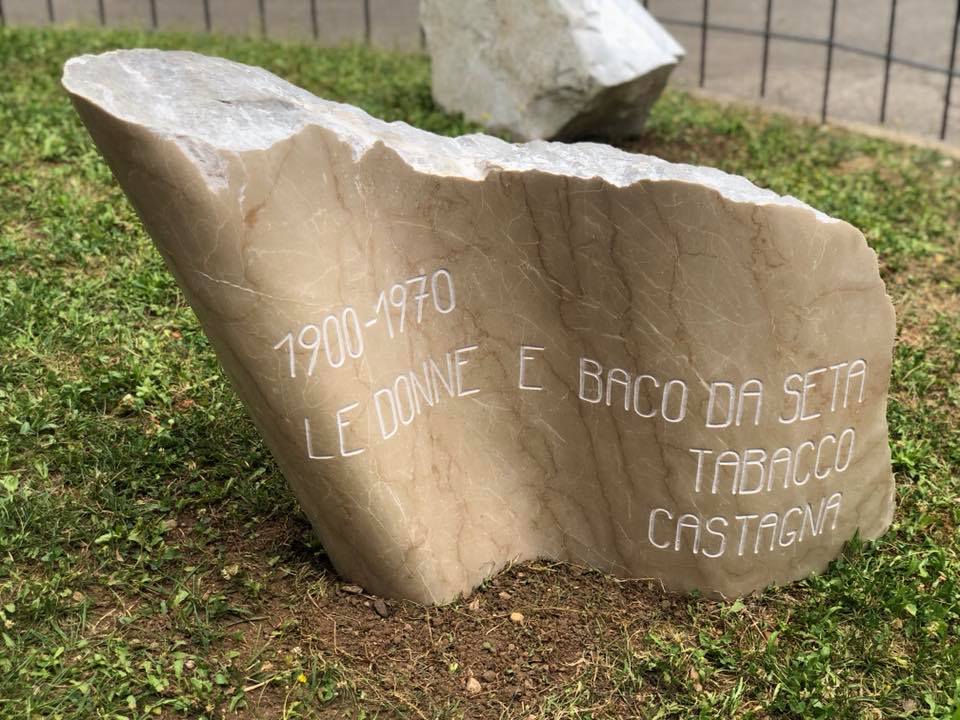 1900-1970
LE DONNE E BACO DA SETA
TABACCO
CASTAGNA